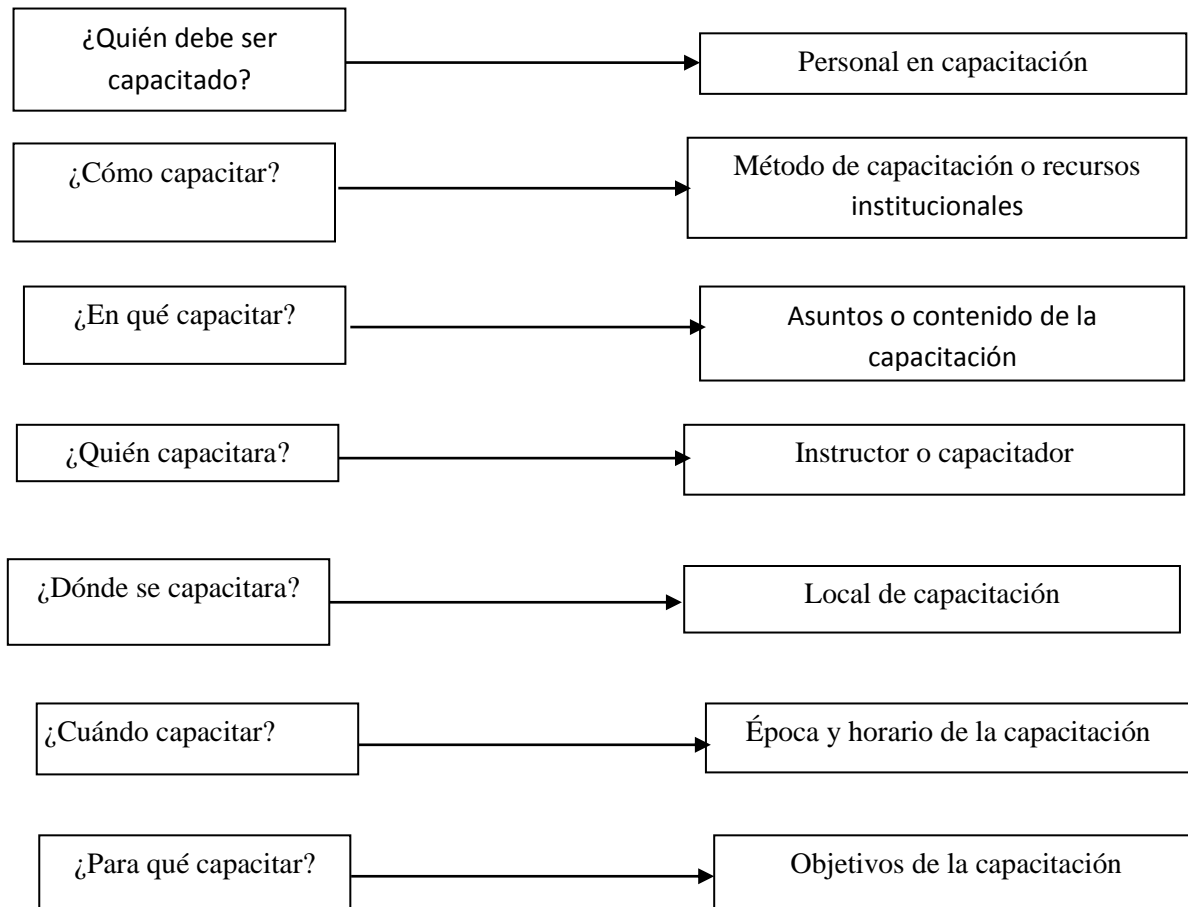 ¿Quién debe ser
capacitado?
Personal en capacitación
¿Cómo capacitar?
Método de capacitación o recursos
institucionales
¿En qué capacitar?
Asuntos o contenido de la
capacitación
¿Quién capacitara?
Instructor o capacitador
¿Dónde se capacitara?
Local de capacitación
¿Cuándo capacitar?
Época y horario de la capacitación
¿Para qué capacitar?
Objetivos de la capacitación